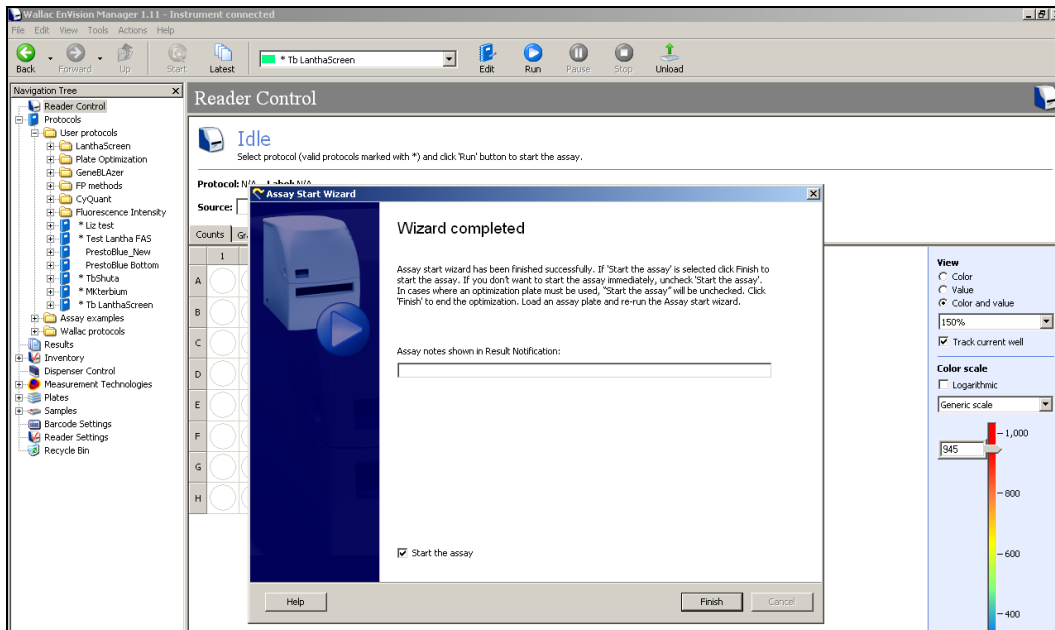 Wallac EnVision Manager 1.11 - Instrument connected
File Edit View Tools Actions Help
Back Forward Up Start Latest * Tb LanthaScreen Edit Run Pause Stop Unload
Navigation Tree
Reader Control
Protocols
User protocols
LanthaScreen
Plate Optimization
GeneBLAzer
FP methods
CyQuant
Fluorescence Intensity
* Liz test
* Test Lantha FAS
PrestoBlue_New
PrestoBlue Bottom
* TbShuta
* MKterbium
* Tb LanthaScreen
Assay examples
Wallac protocols
Results
Inventory
Dispenser Control
Measurement Technologies
Plates
Samples
Barcode Settings
Reader Settings
Recycle Bin
Reader Control
Idle
Select protocol (valid protocols marked with *) and click 'Run' button to start the assay.
Protocol: N/A Label: N/A
Source:
Counts
1
A
B
C
D
E
F
G
H
Assay Start Wizard
Wizard completed
Assay start wizard has been finished successfully. If 'Start the assay' is selected click Finish to
start the assay. If you don't want to start the assay immediately, uncheck 'Start the assay'.
In cases where an optimization plate must be used, "Start the assay" will be unchecked. Click
'Finish' to end the optimization. Load an assay plate and re-run the Assay start wizard.
Assay notes shown in Result Notification:
Start the assay
Help Finish Cancel
View
Color
Value
Color and value
150%
Track current well
Color scale
Logarithmic
Generic scale
1,000
945
800
600
400